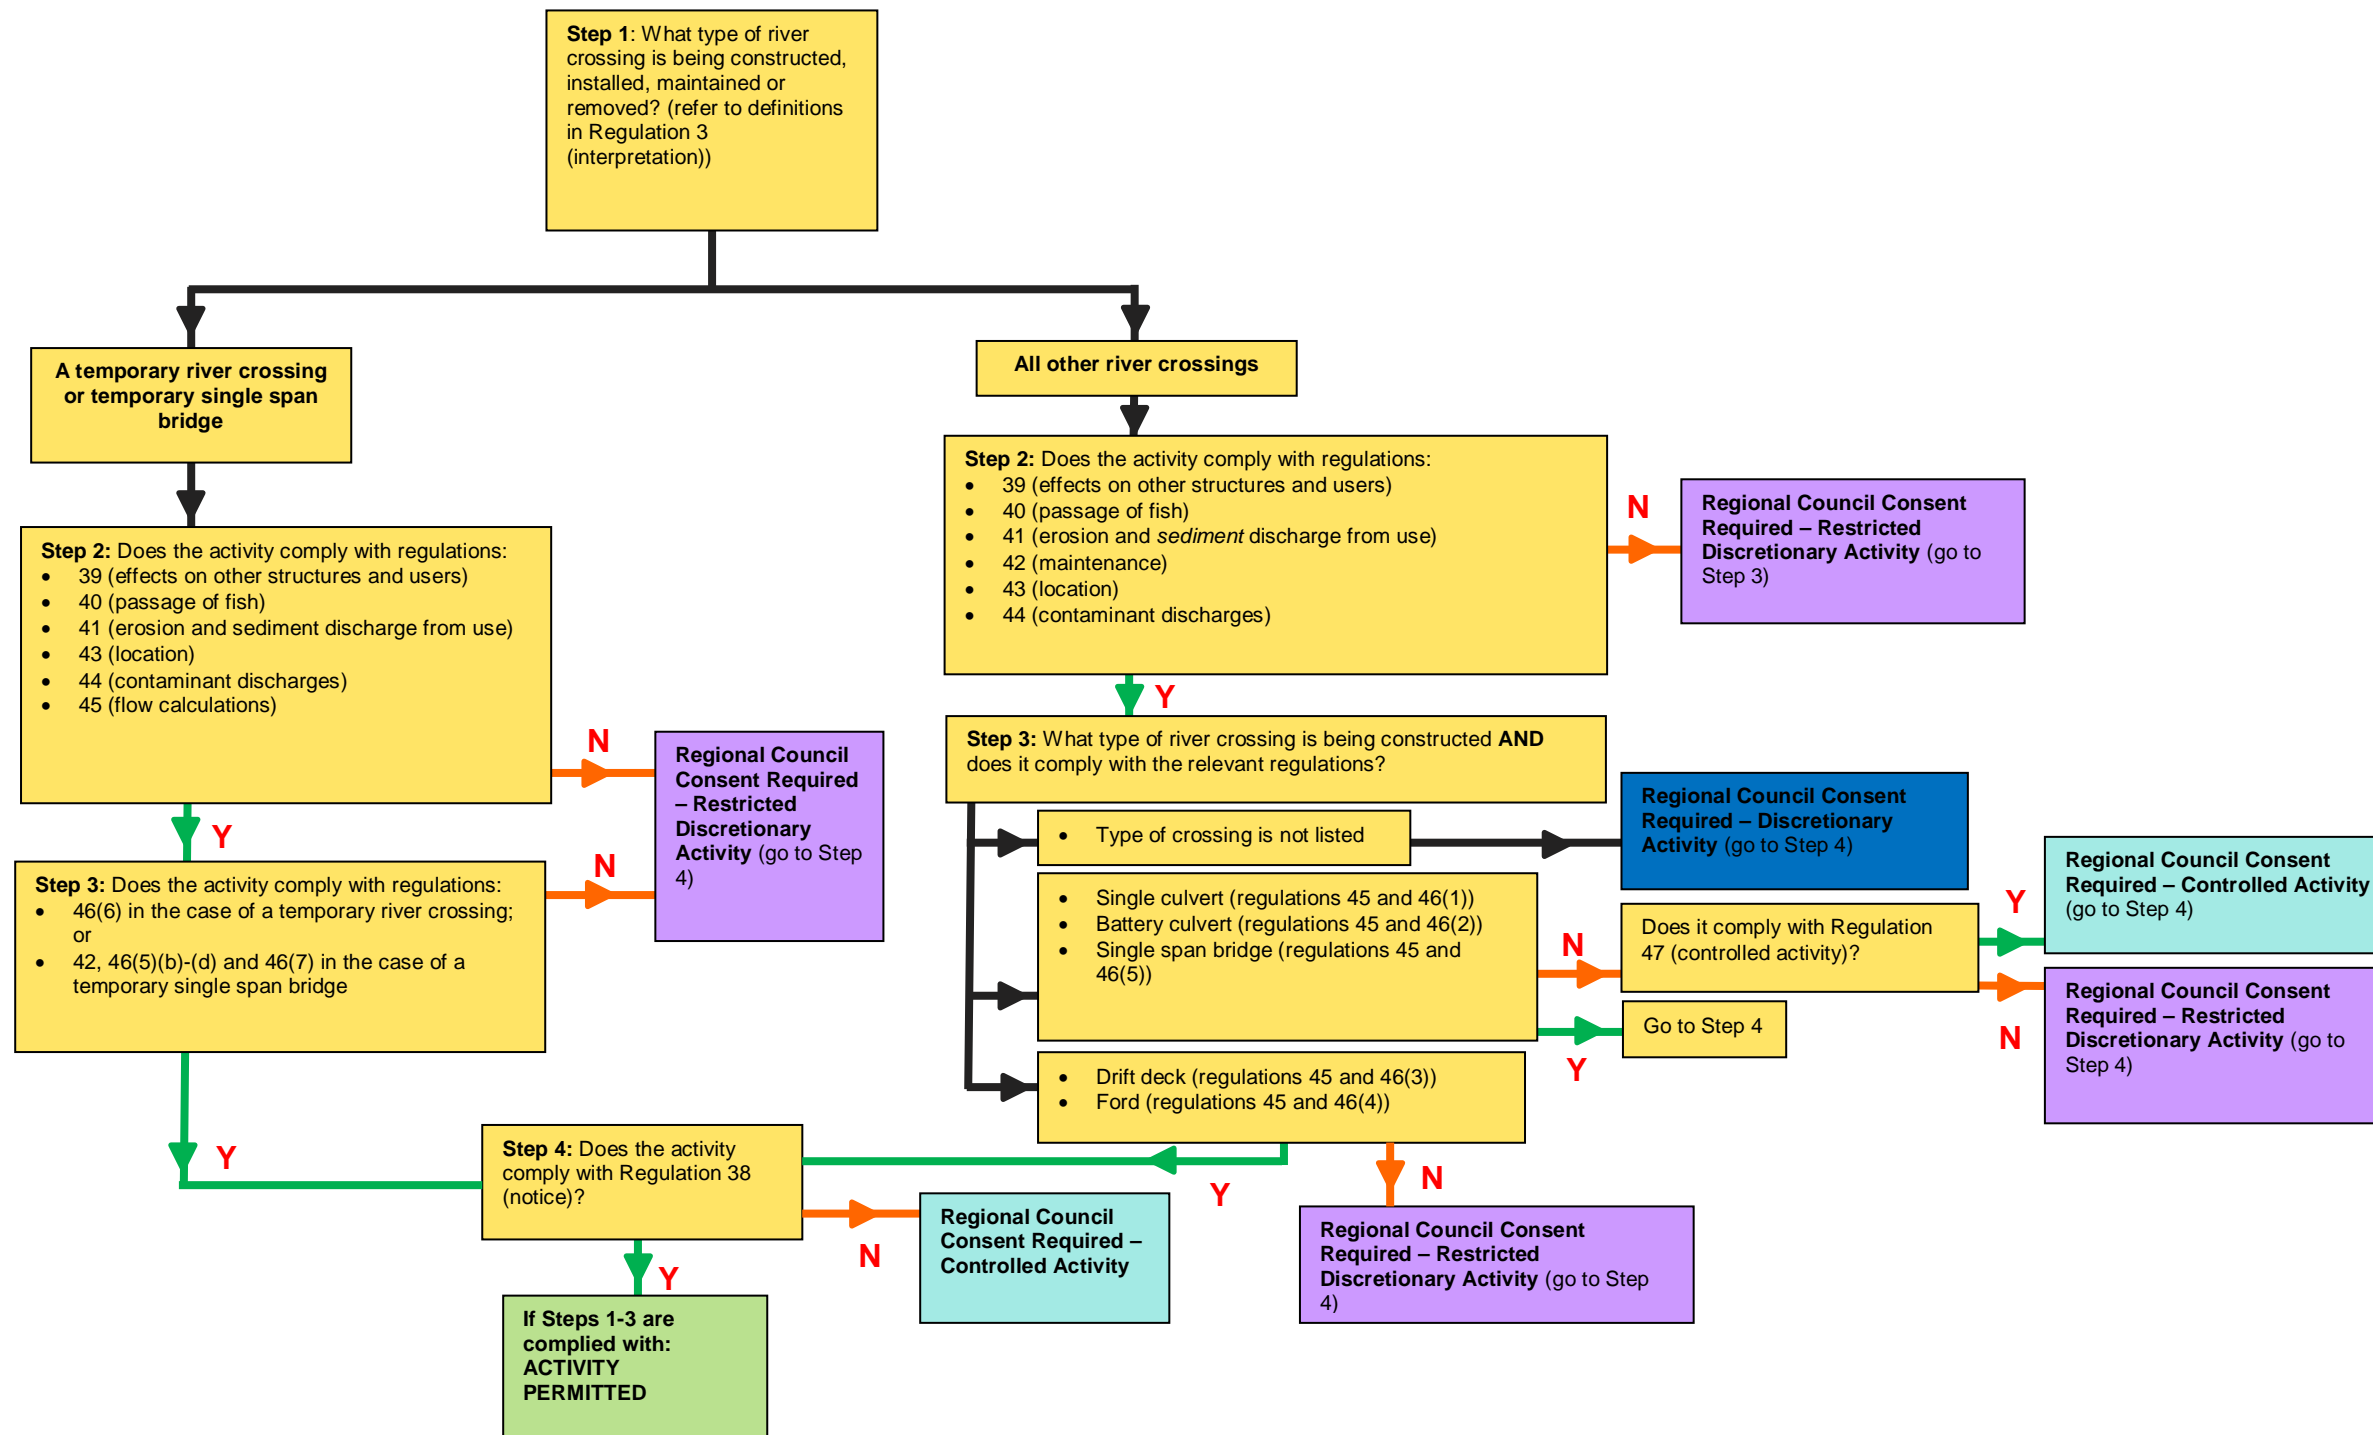 Step 1: What type of river
crossing is being constructed,
installed, maintained or
removed? (refer to definitions
in Regulation 3
(interpretation))
A temporary river crossing
or temporary single span
bridge
All other river crossings
Step 2: Does the activity comply with regulations:
• 39 (effects on other structures and users)
• 40 (passage of fish)
• 41 (erosion and sediment discharge from use)
• 43 (location)
• 44 (contaminant discharges)
• 45 (flow calculations)
N
Y
Regional Council
Consent Required
– Restricted
Discretionary
Activity (go to Step
4)
Step 3: Does the activity comply with regulations:
• 46(6) in the case of a temporary river crossing;
or
• 42, 46(5)(b)-(d) and 46(7) in the case of a
temporary single span bridge
N
Y
Step 2: Does the activity comply with regulations:
• 39 (effects on other structures and users)
• 40 (passage of fish)
• 41 (erosion and sediment discharge from use)
• 42 (maintenance)
• 43 (location)
• 44 (contaminant discharges)
N
Regional Council Consent
Required – Restricted
Discretionary Activity (go to
Step 3)
Y
Step 3: What type of river crossing is being constructed AND
does it comply with the relevant regulations?
• Type of crossing is not listed
Regional Council Consent
Required – Discretionary
Activity (go to Step 4)
• Single culvert (regulations 45 and 46(1))
• Battery culvert (regulations 45 and 46(2))
• Single span bridge (regulations 45 and
46(5))
N
Does it comply with Regulation
47 (controlled activity)?
Y
Regional Council Consent
Required – Controlled Activity
(go to Step 4)
N
Regional Council Consent
Required – Restricted
Discretionary Activity (go to
Step 4)
Y
Go to Step 4
• Drift deck (regulations 45 and 46(3))
• Ford (regulations 45 and 46(4))
Y
N
Regional Council Consent
Required – Restricted
Discretionary Activity (go to Step
4)
Step 4: Does the activity
comply with Regulation 38
(notice)?
N
Regional Council
Consent Required –
Controlled Activity
Y
If Steps 1-3 are
complied with:
ACTIVITY
PERMITTED